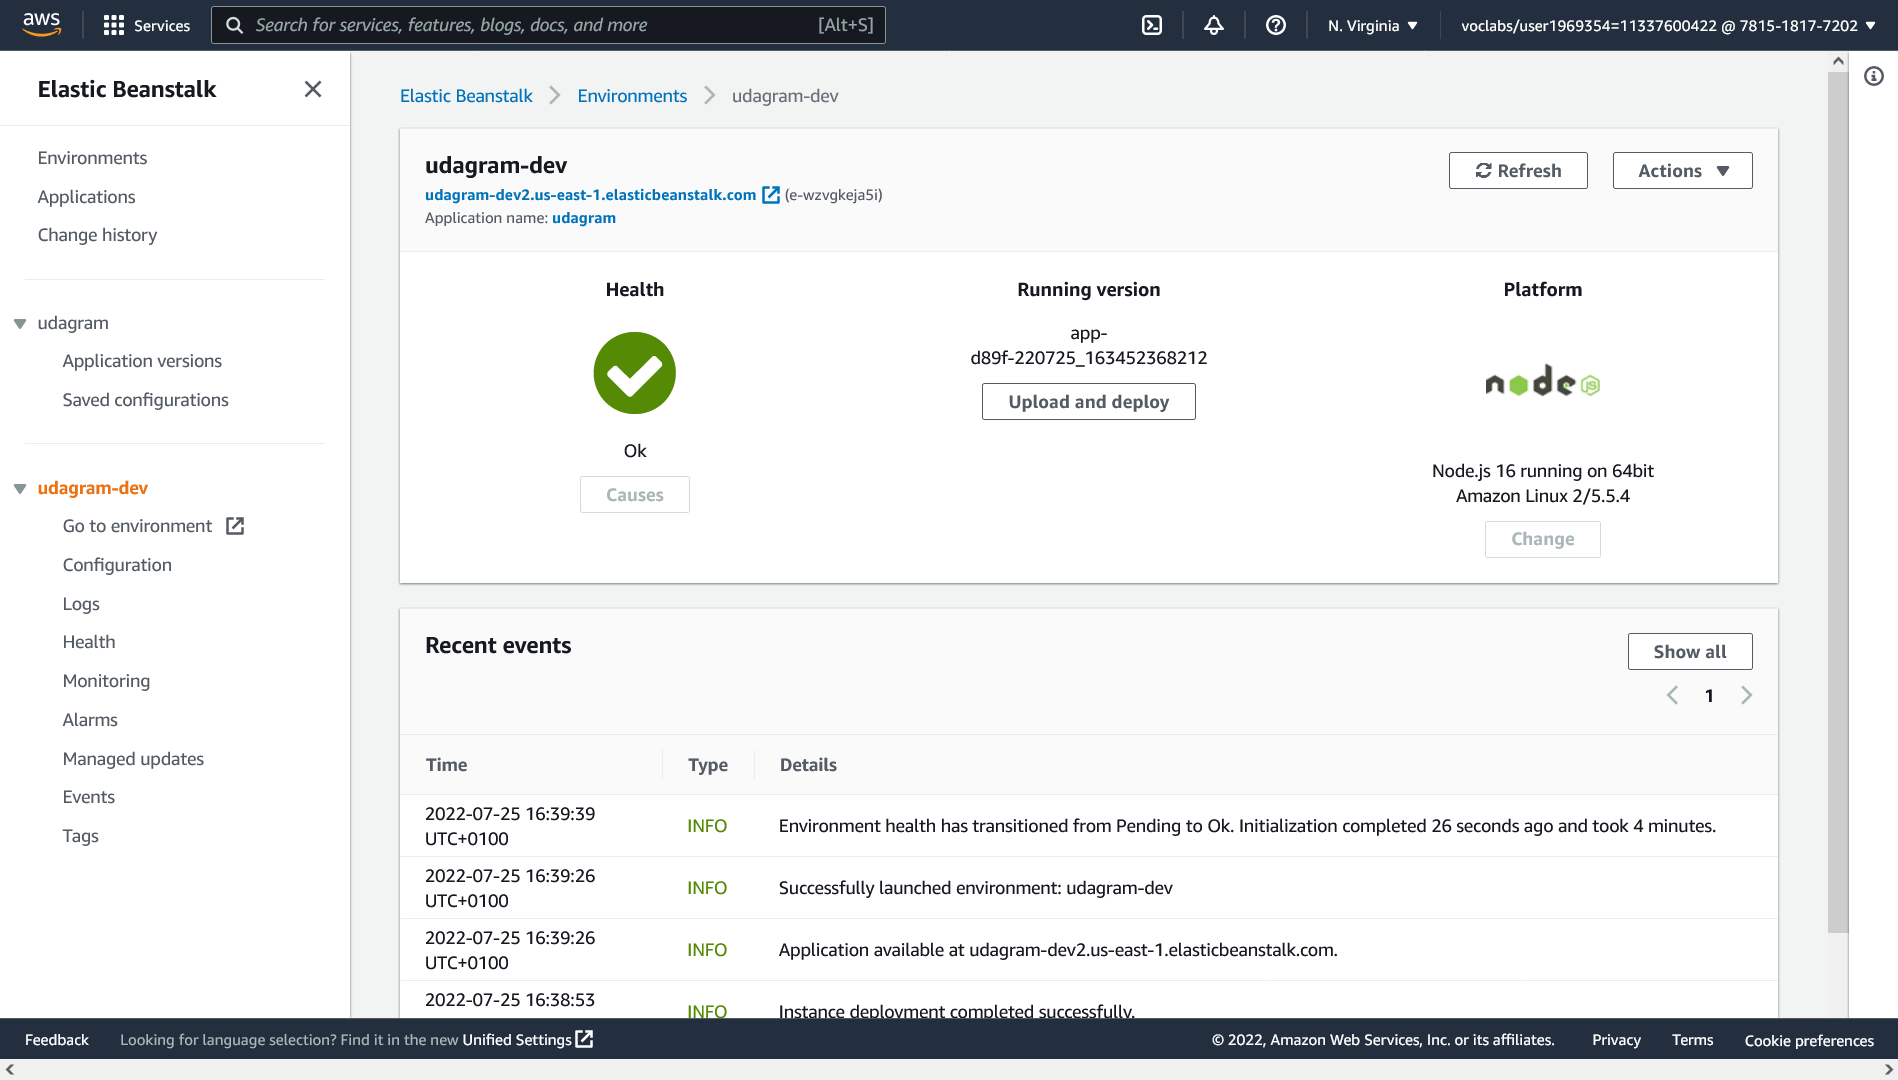 aws
Services
Search for services, features, blogs, docs, and more
[Alt+S]
N. Virginia
voclabs/user1969354=11337600422 @ 7815-1817-7202
Elastic Beanstalk
Environments
Applications
Change history
udagram
Application versions
Saved configurations
udagram-dev
Go to environment
Configuration
Logs
Health
Monitoring
Alarms
Managed updates
Events
Tags
Elastic Beanstalk
Environments
udagram-dev
udagram-dev
udagram-dev2.us-east-1.elasticbeanstalk.com (e-wzvgkeja5i)
Application name: udagram
Refresh
Actions
Health
Ok
Causes
Running version
app-
d89f-220725_163452368212
Upload and deploy
Platform
node JS
Node.js 16 running on 64bit
Amazon Linux 2/5.5.4
Change
Recent events
Show all
1
Time
Type
Details
2022-07-25 16:39:39
UTC+0100
INFO
Environment health has transitioned from Pending to Ok. Initialization completed 26 seconds ago and took 4 minutes.
2022-07-25 16:39:26
UTC+0100
INFO
Successfully launched environment: udagram-dev
2022-07-25 16:39:26
UTC+0100
INFO
Application available at udagram-dev2.us-east-1.elasticbeanstalk.com.
2022-07-25 16:38:53
INFO
Instance deployment completed successfully.
Feedback
Looking for language selection? Find it in the new Unified Settings
© 2022, Amazon Web Services, Inc. or its affiliates.
Privacy
Terms
Cookie preferences